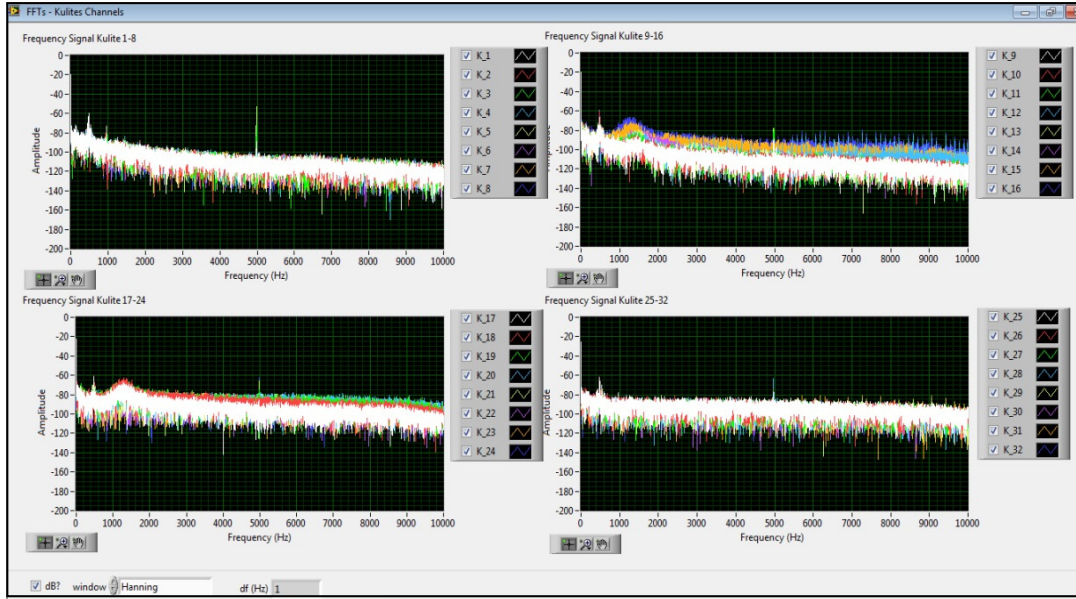 FFTs - Kulites Channels
Frequency Signal Kulite 1-8
0
-20
-40
-60
-80
-100
-120
-140
-160
-180
-200
Amplitude
0 1000 2000 3000 4000 5000 6000 7000 8000 9000 10000
Frequency (Hz)
K_1
K_2
K_3
K_4
K_5
K_6
K_7
K_8
Frequency Signal Kulite 9-16
0
-20
-40
-60
-80
-100
-120
-140
-160
-180
-200
0 1000 2000 3000 4000 5000 6000 7000 8000 9000 10000
Frequency (Hz)
K_9
K_10
K_11
K_12
K_13
K_14
K_15
K_16
Frequency Signal Kulite 17-24
0
-20
-40
-60
-80
-100
-120
-140
-160
-180
-200
Amplitude
0 1000 2000 3000 4000 5000 6000 7000 8000 9000 10000
Frequency (Hz)
K_17
K_18
K_19
K_20
K_21
K_22
K_23
K_24
Frequency Signal Kulite 25-32
0
-20
-40
-60
-80
-100
-120
-140
-160
-180
-200
Amplitude
0 1000 2000 3000 4000 5000 6000 7000 8000 9000 10000
Frequency (Hz)
K_25
K_26
K_27
K_28
K_29
K_30
K_31
K_32
dB? window Hanning df (Hz) 1